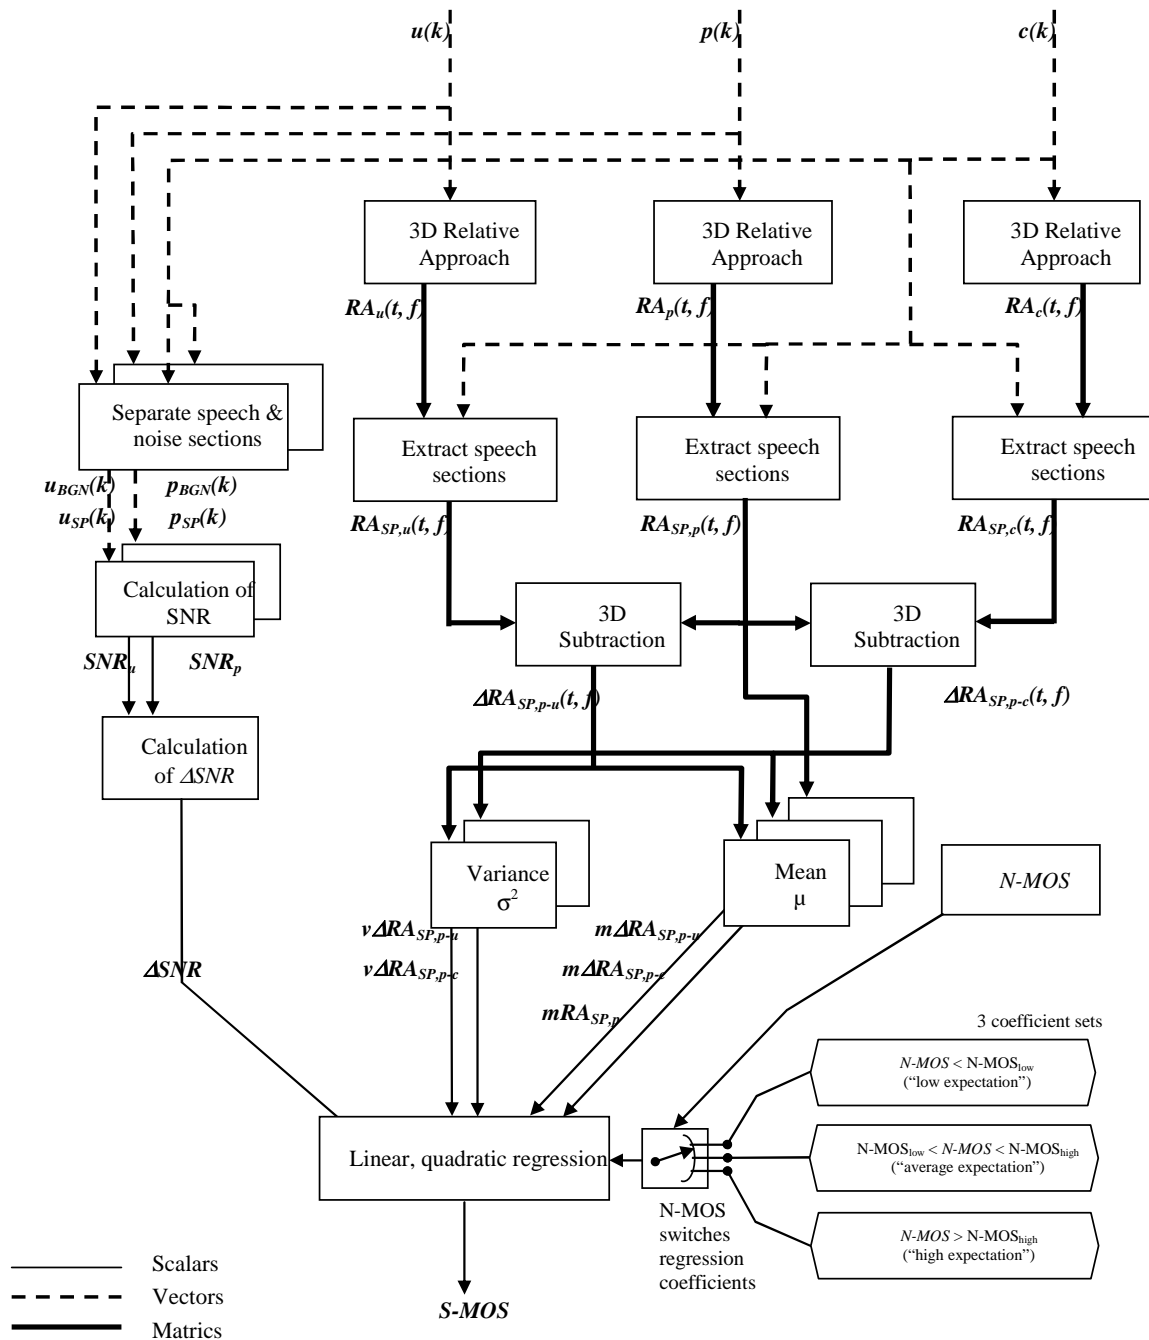 u(k)
p(k)
c(k)
3D Relative
Approach
3D Relative
Approach
3D Relative
Approach
RAu(t, f)
RAp(t, f)
RAc(t, f)
Separate speech &
noise sections
Extract speech
sections
Extract speech
sections
Extract speech
sections
uBGN(k)
pBGN(k)
uSP(k)
pSP(k)
RASP,u(t, f)
RASP,p(t, f)
RASP,c(t, f)
Calculation of
SNR
3D
Subtraction
3D
Subtraction
SNRu
SNRp
ΔRASP,p-u(t, f)
ΔRASP,p-c(t, f)
Calculation
of ΔSNR
Variance
σ2
Mean
μ
N-MOS
vΔRASP,p-u
mΔRASP,p-u
ΔSNR
vΔRASP,p-c
mΔRASP,p-c
mRASP,p
3 coefficient sets
N-MOS < N-MOSlow
(“low expectation”)
Linear, quadratic regression
N-MOSlow < N-MOS < N-MOShigh
(“average expectation”)
N-MOS
switches
regression
coefficients
N-MOS > N-MOShigh
(“high expectation”)
Scalars
Vectors
Matrics
S-MOS